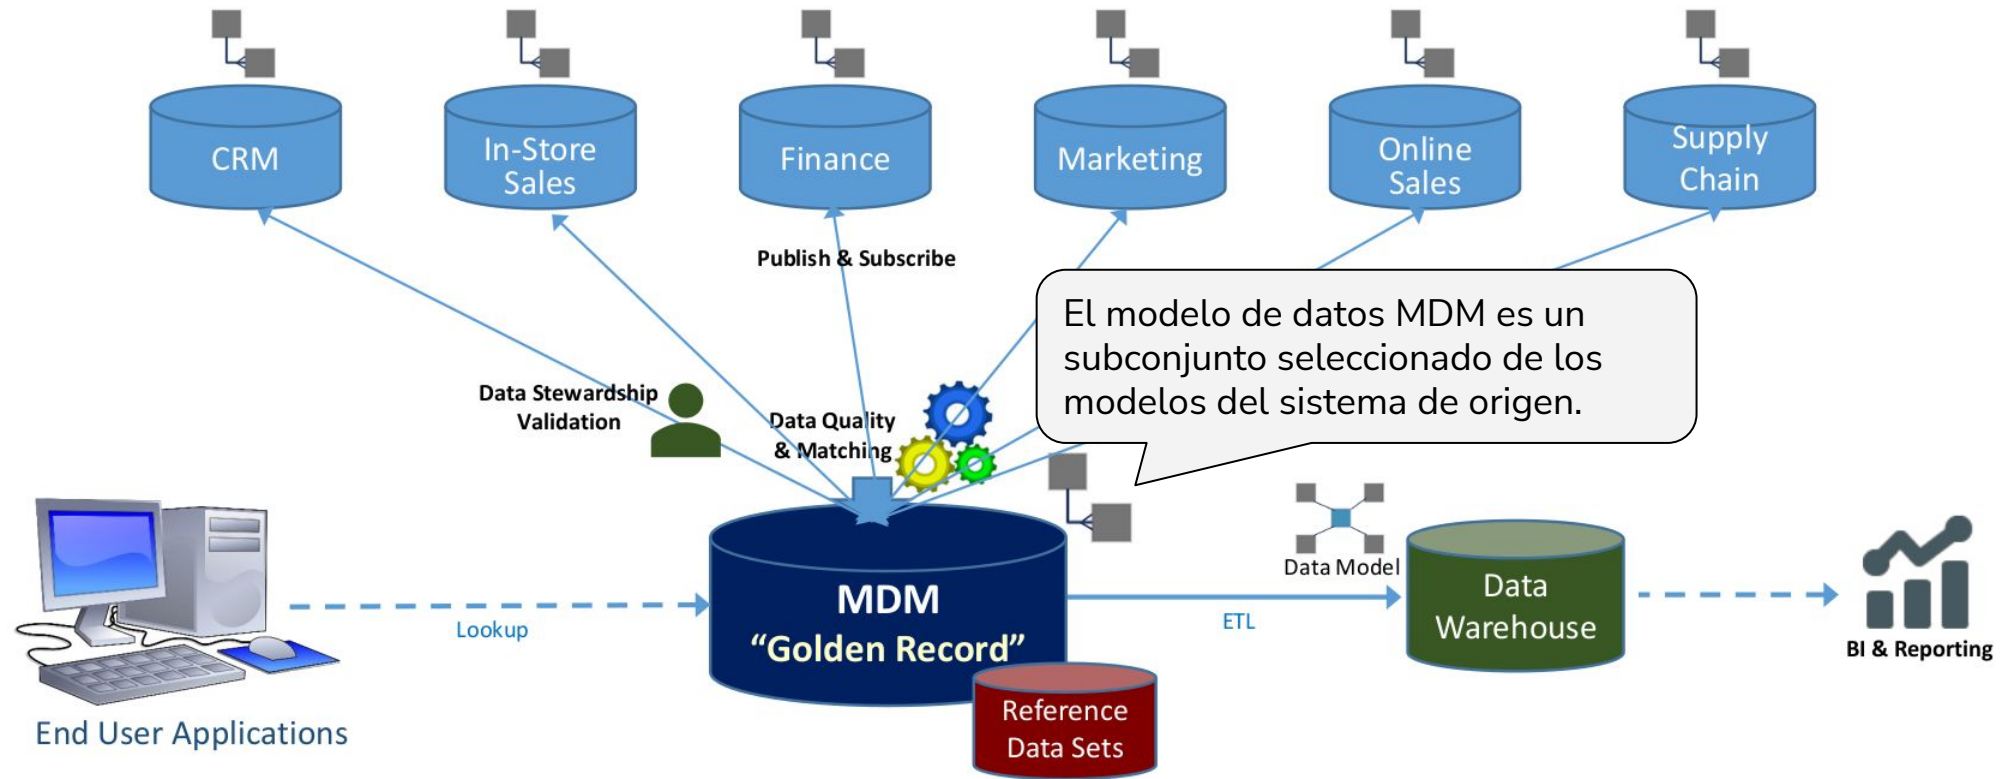 CRM
In-Store
Sales
Finance
Marketing
Online
Sales
Supply
Chain
Publish & Subscribe
El modelo de datos MDM es un
subconjunto seleccionado de los
modelos del sistema de origen.
Data Stewardship
Validation
Data Quality
& Matching
Data Model
MDM
“Golden Record”
Lookup
ETL
Data
Warehouse
BI & Reporting
Reference
Data Sets
End User Applications